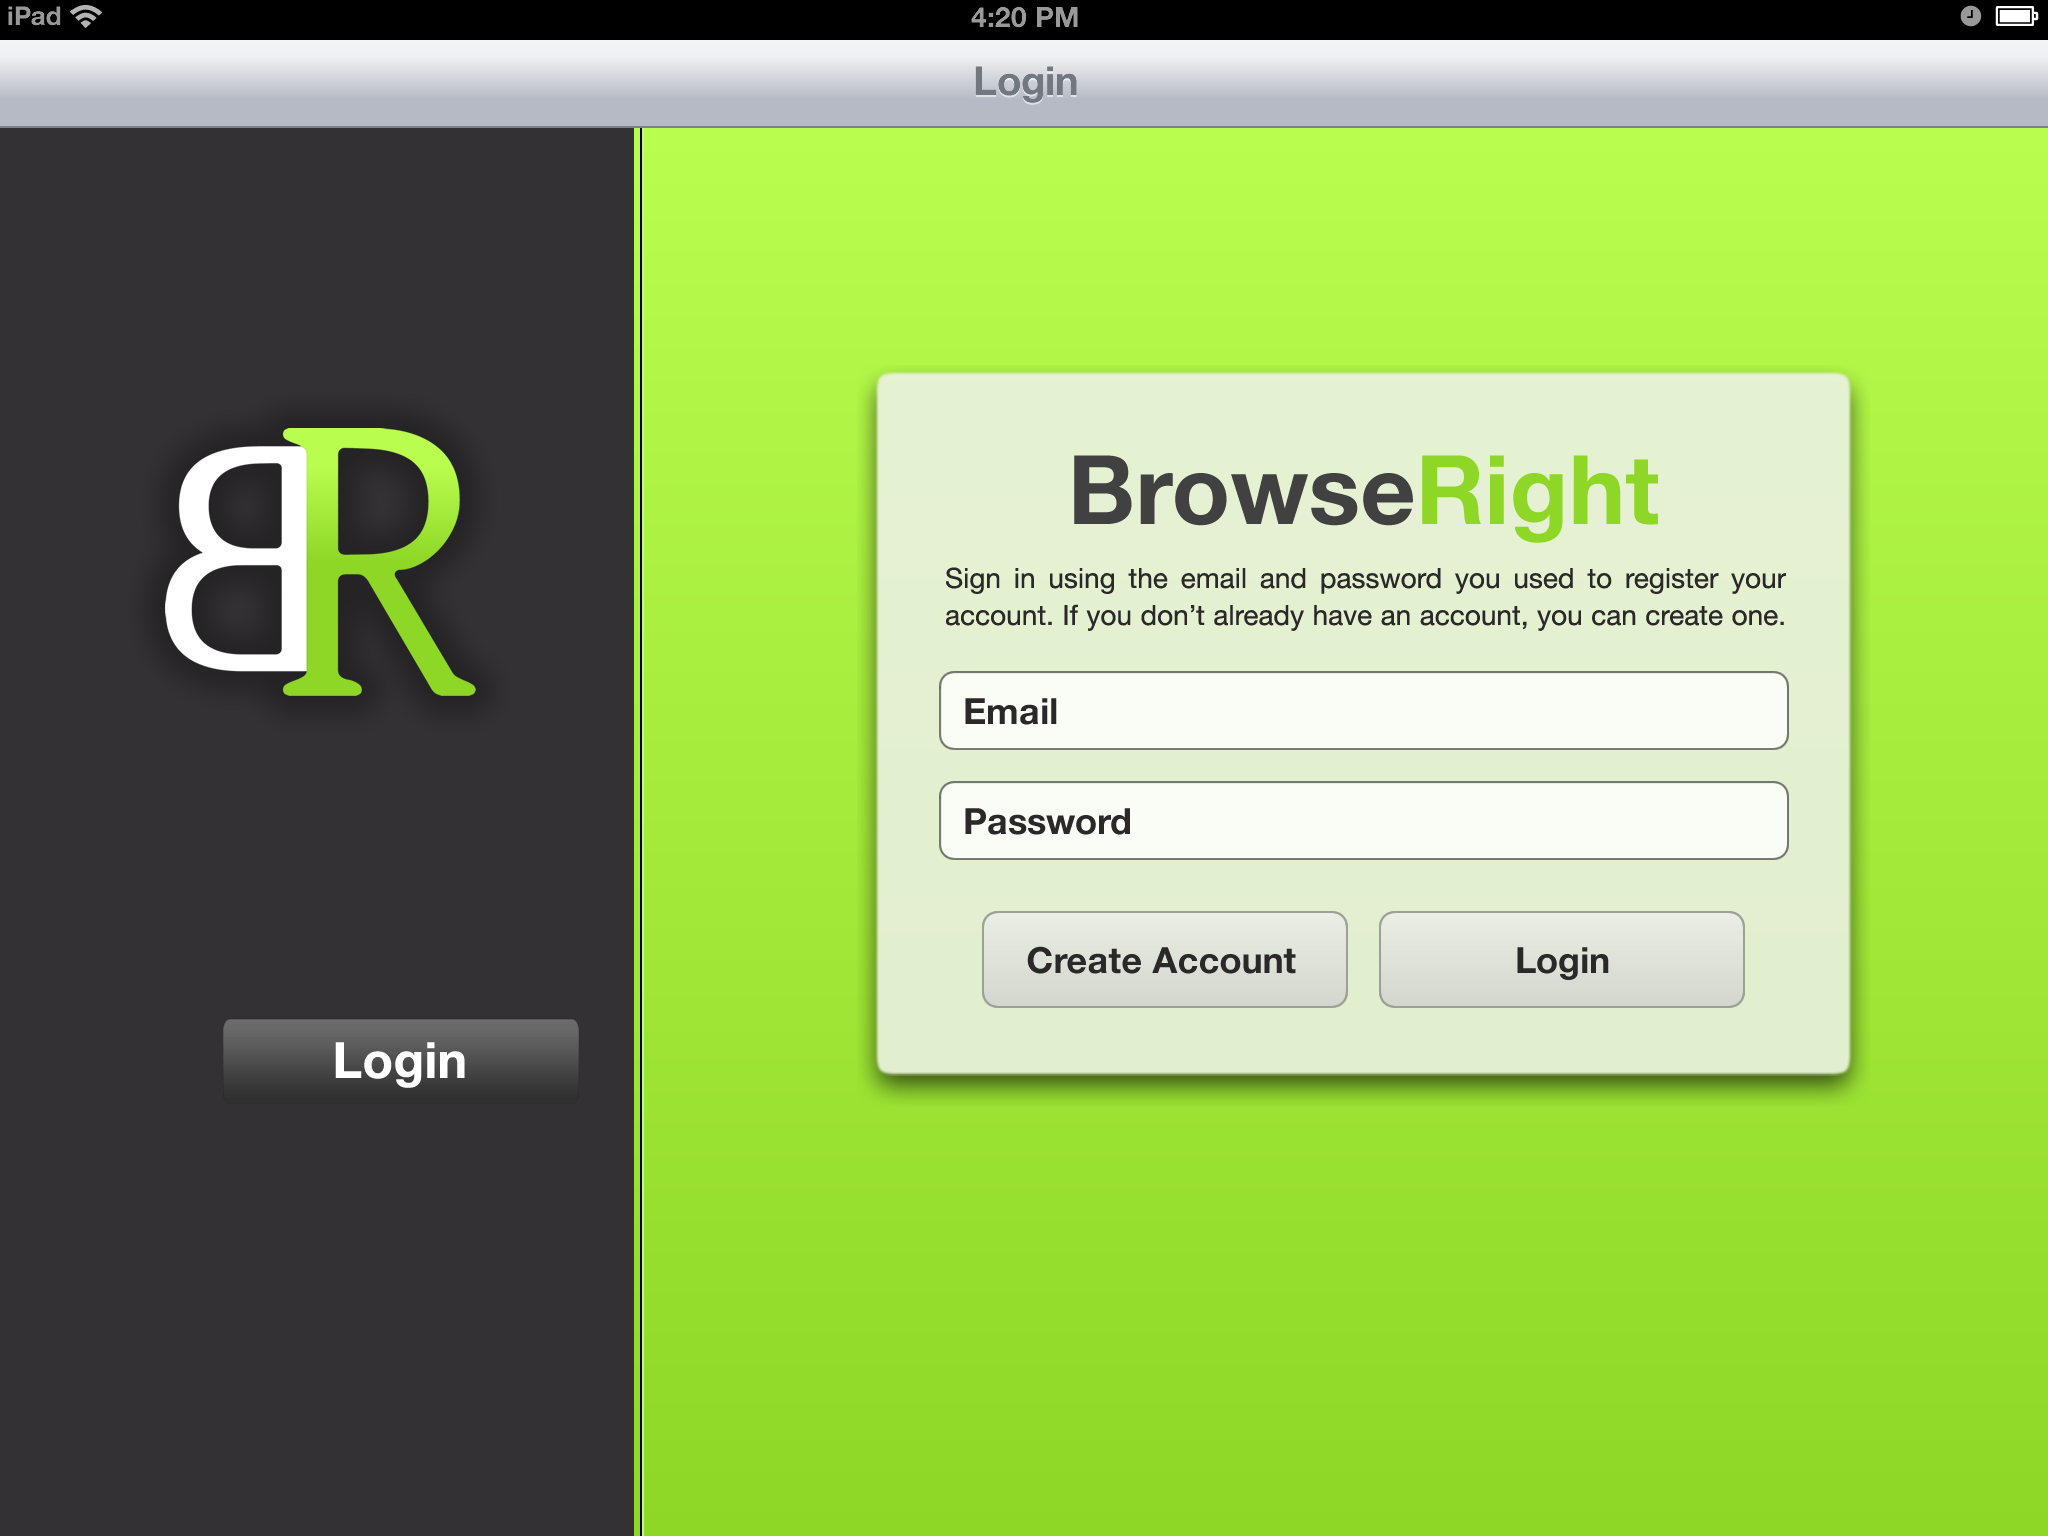 iPad
4:20 PM
Login
BR
Login
BrowseRight
Sign in using the email and password you used to register your
account. If you don’t already have an account, you can create one.
Email
Password
Create Account
Login